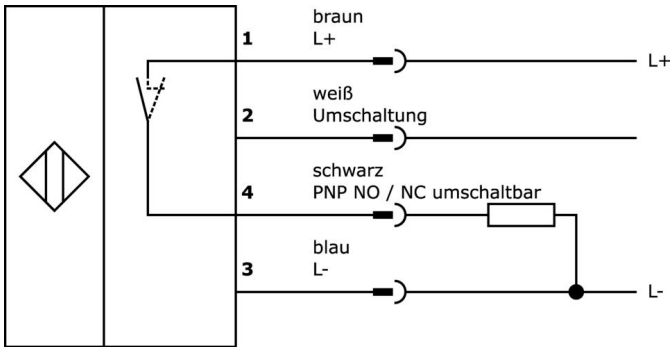 braun
1 L+ L+
weiß
2 Umschaltung
schwarz
4 PNP NO / NC umschaltbar
blau
3 L- L-